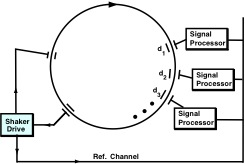 Signal
Processor
d1
Signal
Processor
d2
d3
Signal
Processor
Shaker
Drive
Ref. Channel